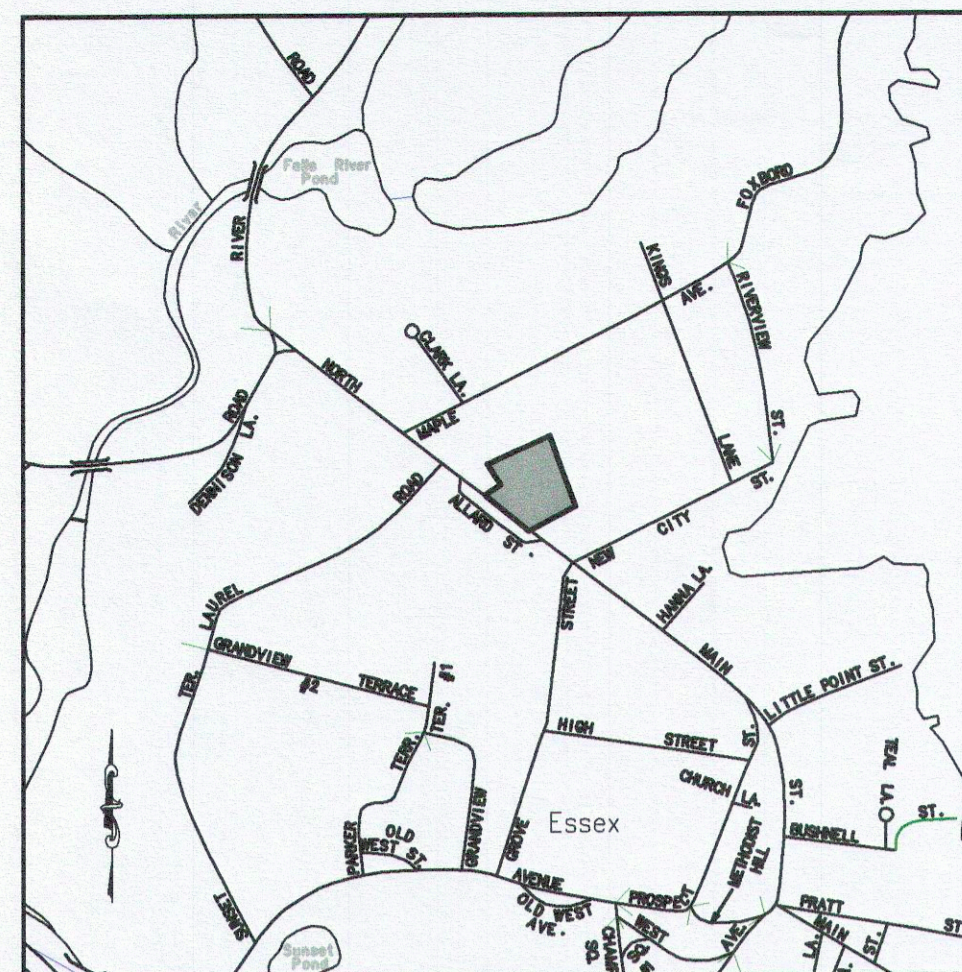 ROAD
Falls River
Pond
River
RIVER
FOXBORO
KINGS
AVE.
RIVERVIEW
ST.
CLARK LA.
NORTH
MAPLE
ROAD
DENNISON LA.
LANE
ST.
ROAD
ALLARD
ST.
CITY
NEW
STREET
HANNA LA.
LAUREL
GRANDVIEW
#2
TERRACE
#1
TER.
TER.
MAIN
LITTLE POINT ST.
HIGH
STREET
ST.
TERR.
CHURCH LA.
ST.
TEAL LA.
ST.
Essex
BUSHNELL
METHODIST
HILL
PARKER
OLD
WEST ST.
GRANDVIEW
GROVE
SUNSET
AVENUE
OLD WEST
AVE.
PROSPECT
WEST
AVE.
PRATT
ST
MAIN
LA.
ST.
SQ.
Sunset
Pond